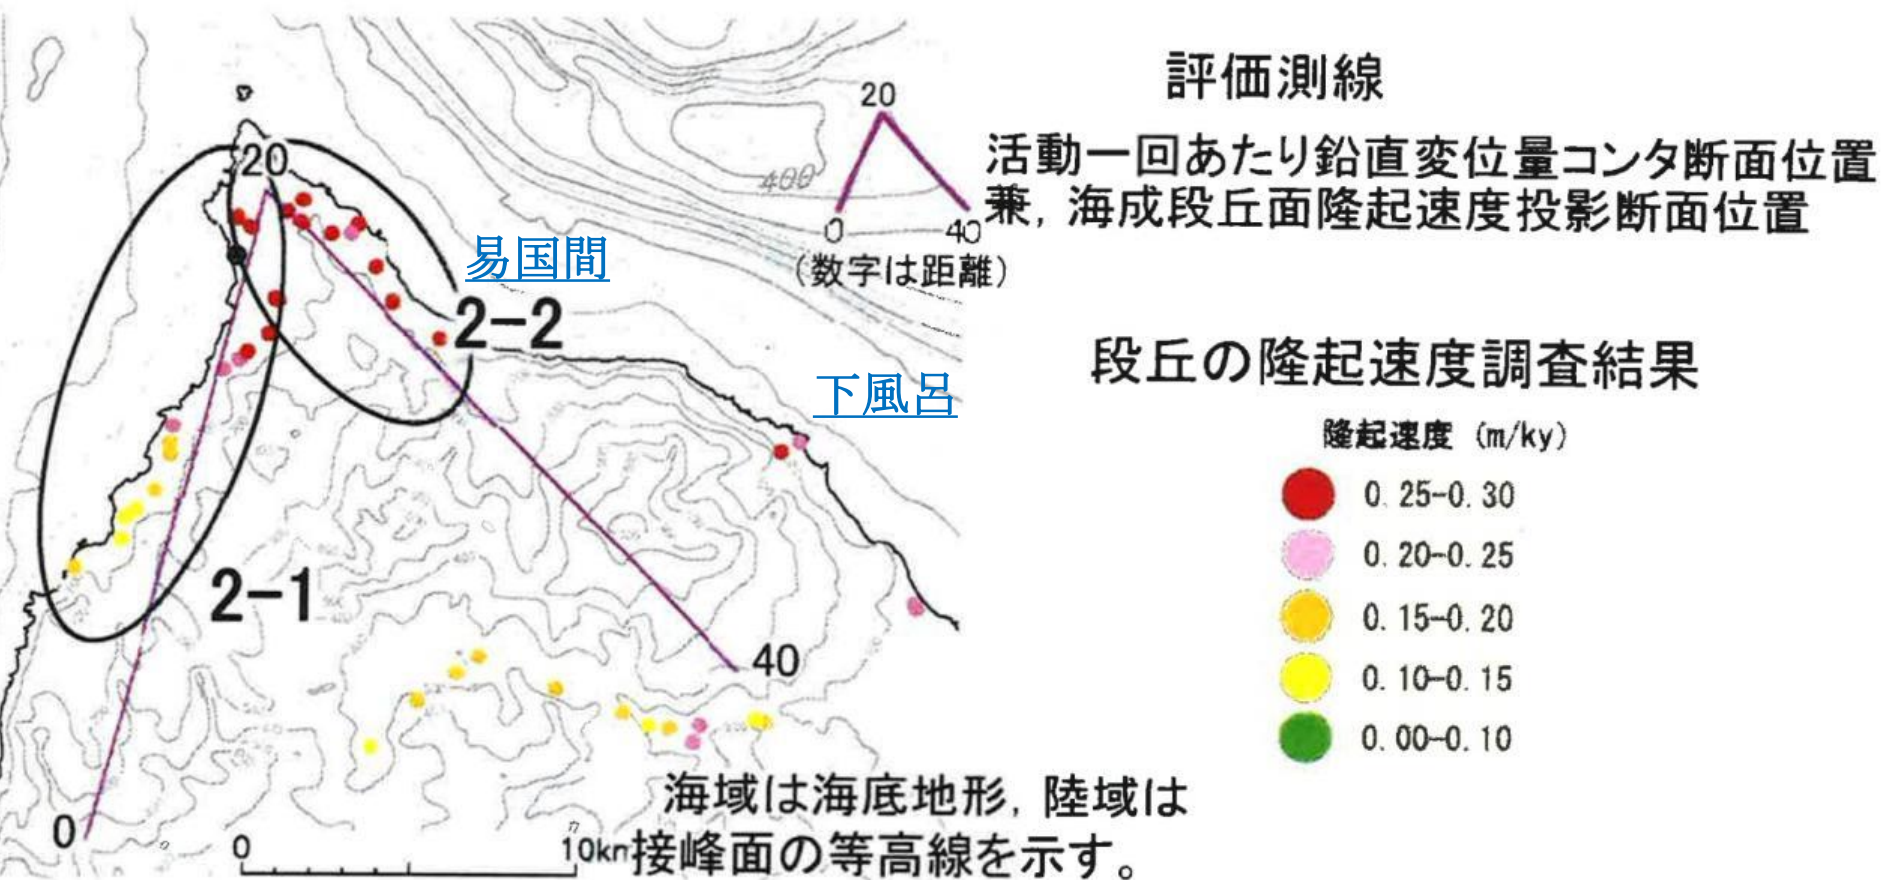 評価測線
20
活動一回あたり鉛直変位量コンタ断面位置
兼，海成段丘面隆起速度投影断面位置
0
40
(数字は距離)
400
20
易国間
2-2
下風呂
2-1
40
0
段丘の隆起速度調査結果
隆起速度 (m/ky)
0.25-0.30
0.20-0.25
0.15-0.20
0.10-0.15
0.00-0.10
0
10km
海域は海底地形，陸域は
接峰面の等高線を示す。